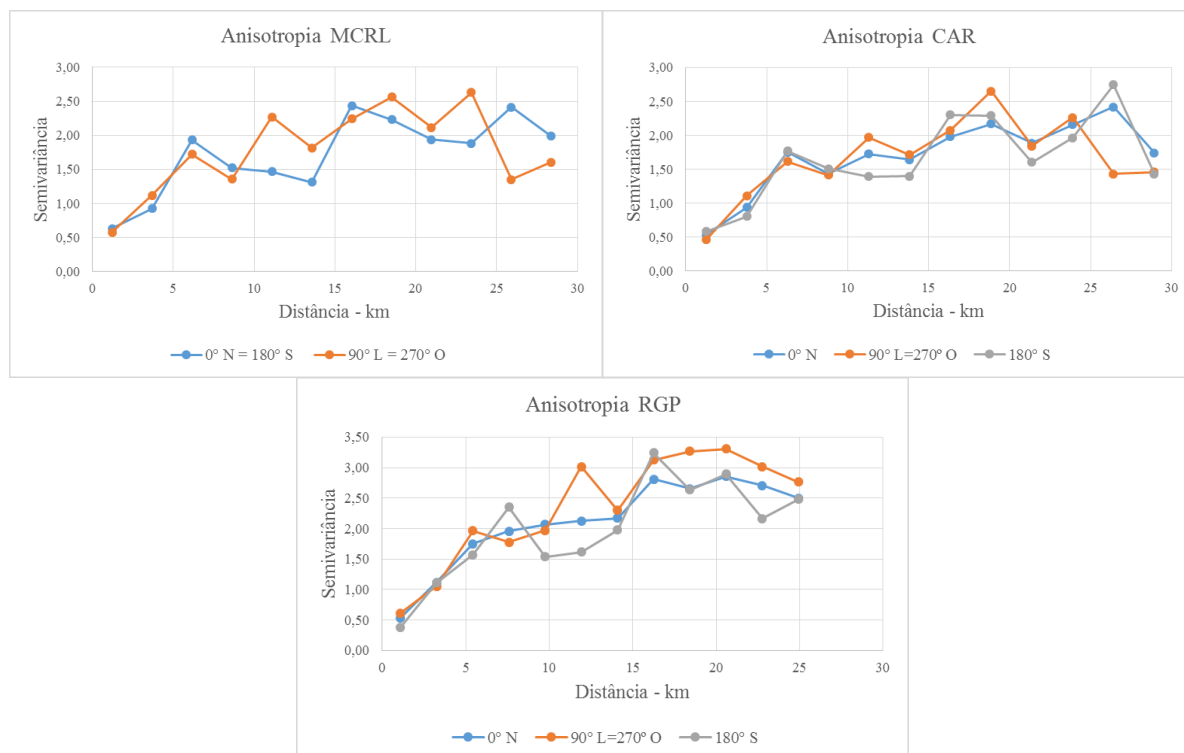 Anisotropia MCRL
3,00
2,50
2,00
1,50
1,00
0,50
0,00
Semivariância
0 5 10 15 20 25 30
Distância - km
0° N = 180° S 90° L = 270° O
Anisotropia CAR
3,00
2,50
2,00
1,50
1,00
0,50
0,00
Semivariância
0 5 10 15 20 25 30
Distância - km
0° N 90° L=270º O 180° S
Anisotropia RGP
3,50
3,00
2,50
2,00
1,50
1,00
0,50
0,00
Semivariância
0 5 10 15 20 25 30
Distância - km
0° N 90° L=270º O 180° S